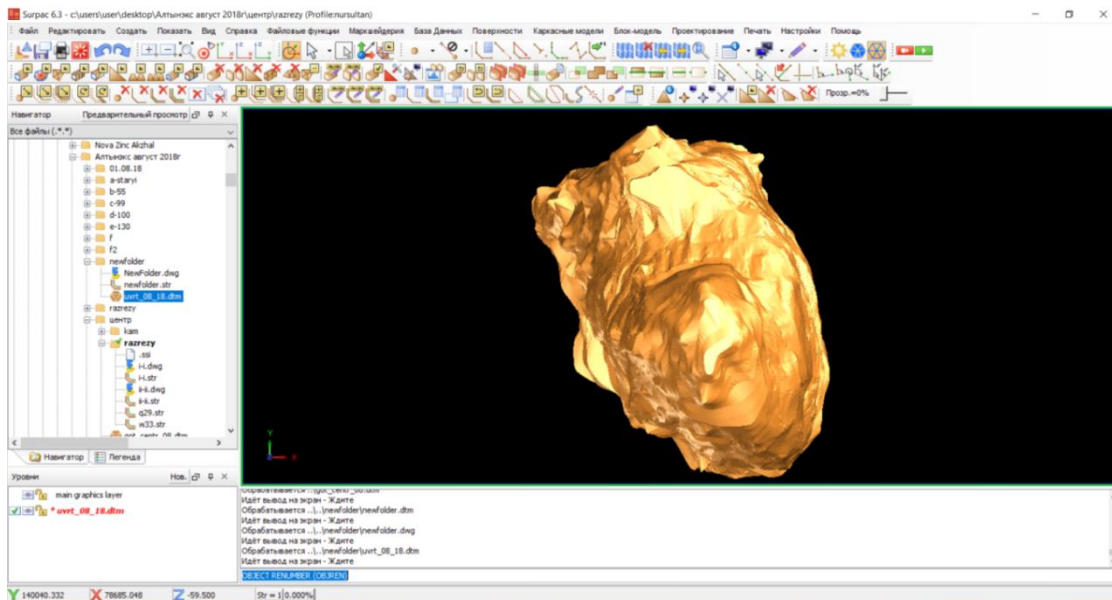 Surpac 6.3 - c:\users\user\desktop\Алтынэкс август 2018г\центр\razrezy (Profile:nursultan)
Файл Редактировать Создать Показать Вид Справка Файловые функции Маркшейдерия База Данных Поверхности Каркасные модели Блок-модель Проектирование Печать Настройки Помощь
Прозр.=0%
Навигатор Предварительный просмотр
Все файлы (.*.*)
Nova Zinc Akzhal
Алтынэкс август 2018г
01.08.18
a-staryi
b-55
c-99
d-100
e-130
f
f2
newfolder
NewFolder.dwg
newfolder.str
uvrt_08_18.dtm
razrezy
центр
kam
razrezy
.ssi
i-i.dwg
i-i.str
ii-ii.dwg
ii-ii.str
q29.str
w33.str
Навигатор Легенда
Уровни Нов.
main graphics layer
* uvrt_08_18.dtm
Y
X
Идёт вывод на экран - Ждите
Обрабатывается ..\..\newfolder\newfolder.dtm
Идёт вывод на экран - Ждите
Обрабатывается ..\..\newfolder\newfolder.dwg
Идёт вывод на экран - Ждите
Обрабатывается ..\..\newfolder\uvrt_08_18.dtm
Идёт вывод на экран - Ждите
OBJECT RENUMBER (OBJREN)
Y 140040.332 X 78685.048 Z -59.500 Str = 1 0.000%